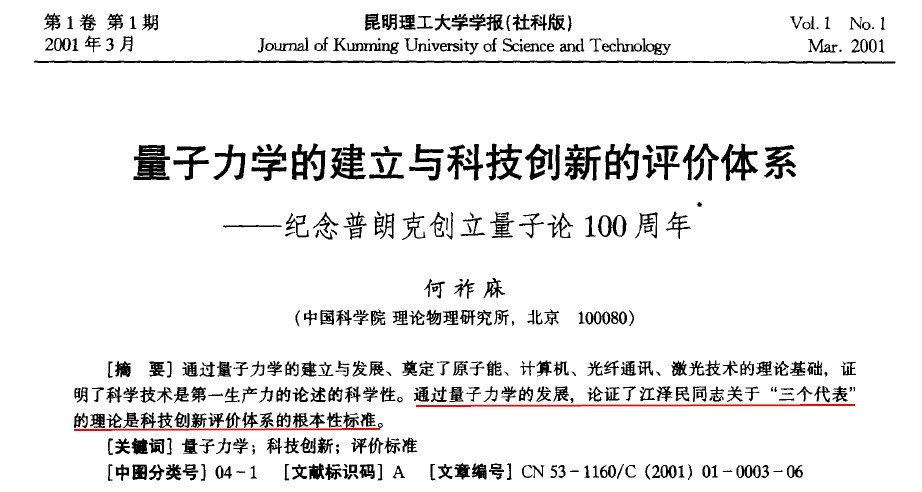 第1卷 第1期
昆明理工大学学报(社科版)
Vol.1 No.1
2001年3月
Journal of Kunming University of Science and Technology
Mar. 2001
量子力学的建立与科技创新的评价体系
——纪念普朗克创立量子论100周年*
何祚庥
(中国科学院 理论物理研究所,北京 100080)
[摘 要] 通过量子力学的建立与发展、奠定了原子能、计算机、光纤通讯、激光技术的理论基础,证
明了科学技术是第一生产力的论述的科学性。通过量子力学的发展,论证了江泽民同志关于“三个代表”
的理论是科技创新评价体系的根本性标准。
[关键词] 量子力学;科技创新;评价标准
[中图分类号] 04-1 [文献标识码] A [文章编号] CN 53-1160/C (2001) 01-0003-06